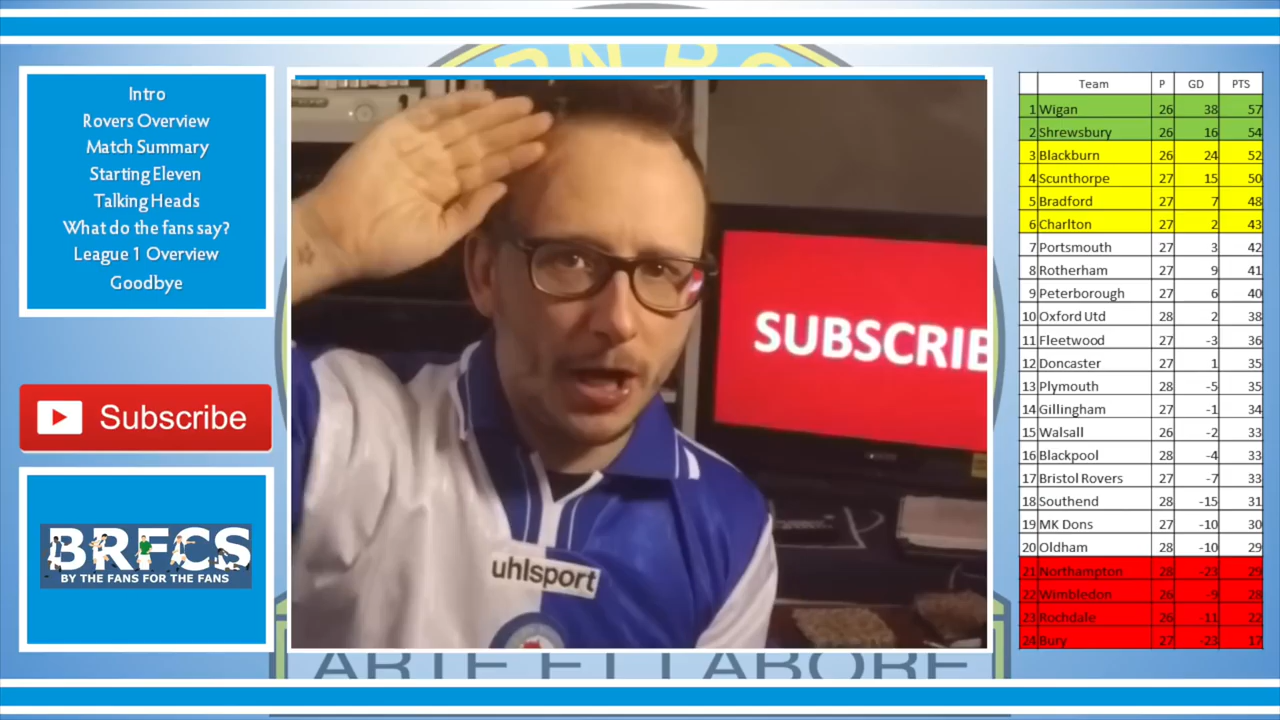 RN RO
Intro
Rovers Overview
Match Summary
Starting Eleven
Talking Heads
What do the fans say?
League 1 Overview
Goodbye
Subscribe
BRFCS
BY THE FANS FOR THE FANS
SUBSCRIB
uhlsport
Team P GD PTS
1 Wigan 26 38 57
2 Shrewsbury 26 16 54
3 Blackburn 26 24 52
4 Scunthorpe 27 15 50
5 Bradford 27 7 48
6 Charlton 27 2 43
7 Portsmouth 27 3 42
8 Rotherham 27 9 41
9 Peterborough 27 6 40
10 Oxford Utd 28 2 38
11 Fleetwood 27 -3 36
12 Doncaster 27 1 35
13 Plymouth 28 -5 35
14 Gillingham 27 -1 34
15 Walsall 26 -2 33
16 Blackpool 28 -4 33
17 Bristol Rovers 27 -7 33
18 Southend 28 -15 31
19 MK Dons 27 -10 30
20 Oldham 28 -10 29
21 Northampton 28 -23 29
22 Wimbledon 26 -9 28
23 Rochdale 26 11 22
24 Bury 27 -23 17
ARTE ET LABORE